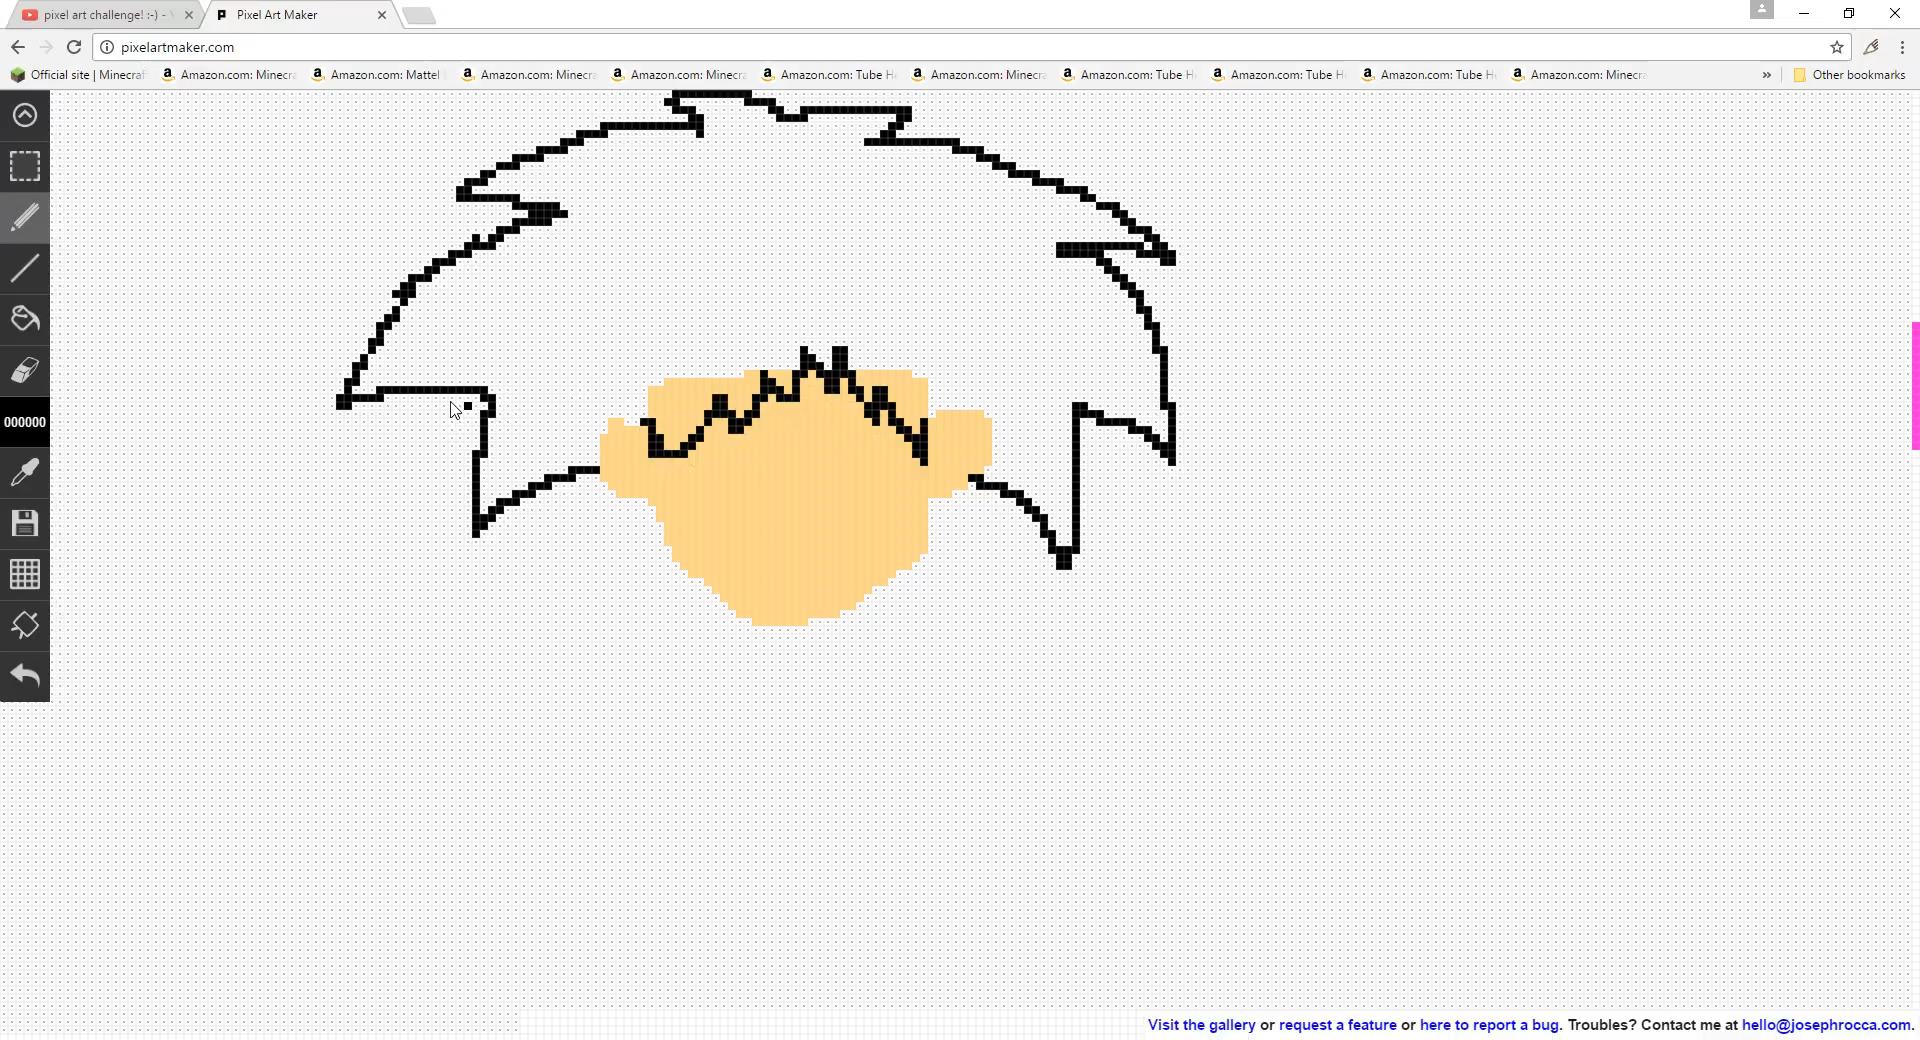 pixel art challenge! :-) -
Pixel Art Maker
pixelartmaker.com
Official site | Minecraf Amazon.com: Minecra Amazon.com: Mattel Amazon.com: Minecra Amazon.com: Minecra Amazon.com: Tube H Amazon.com: Minecra Amazon.com: Tube H Amazon.com: Tube H Amazon.com: Tube H Amazon.com: Minecra » Other bookmarks
000000
Visit the gallery or request a feature or here to report a bug. Troubles? Contact me at hello@josephrocca.com.